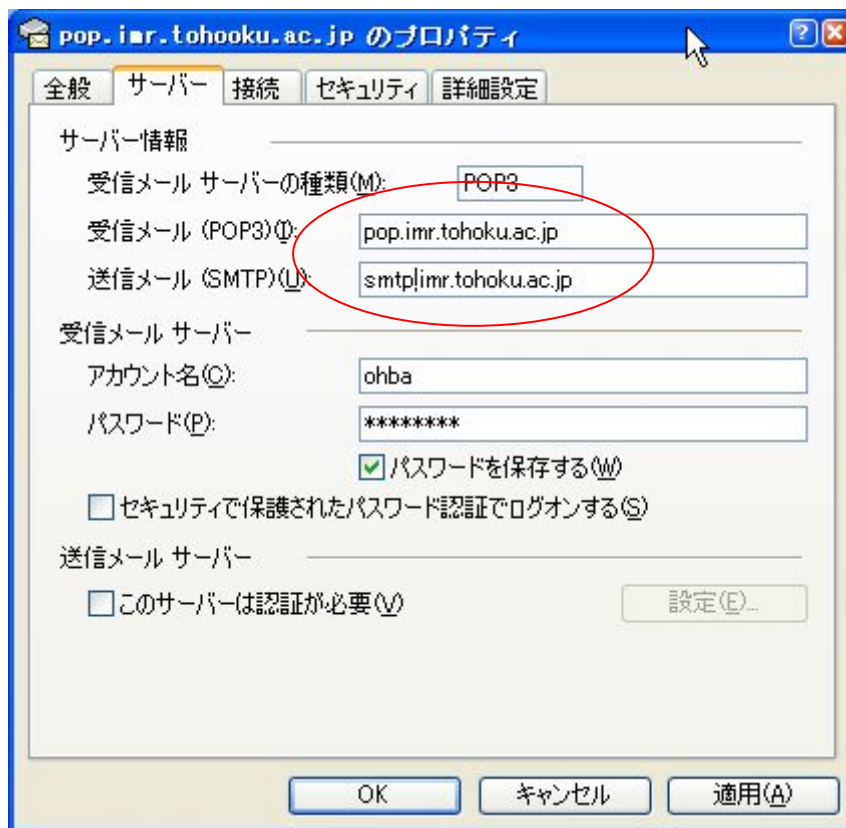 pop.imr.tohooku.ac.jp のプロパティ
全般 サーバー 接続 セキュリティ 詳細設定
サーバー情報
受信メール サーバーの種類(M): POP3
受信メール (POP3)(I): pop.imr.tohoku.ac.jp
送信メール (SMTP)(U): smtp.imr.tohoku.ac.jp
受信メール サーバー
アカウント名(C): ohba
パスワード(P): ********
パスワードを保存する(W)
セキュリティで保護されたパスワード認証でログオンする(S)
送信メール サーバー
このサーバーは認証が必要(V) 設定(E)...
OK キャンセル 適用(A)